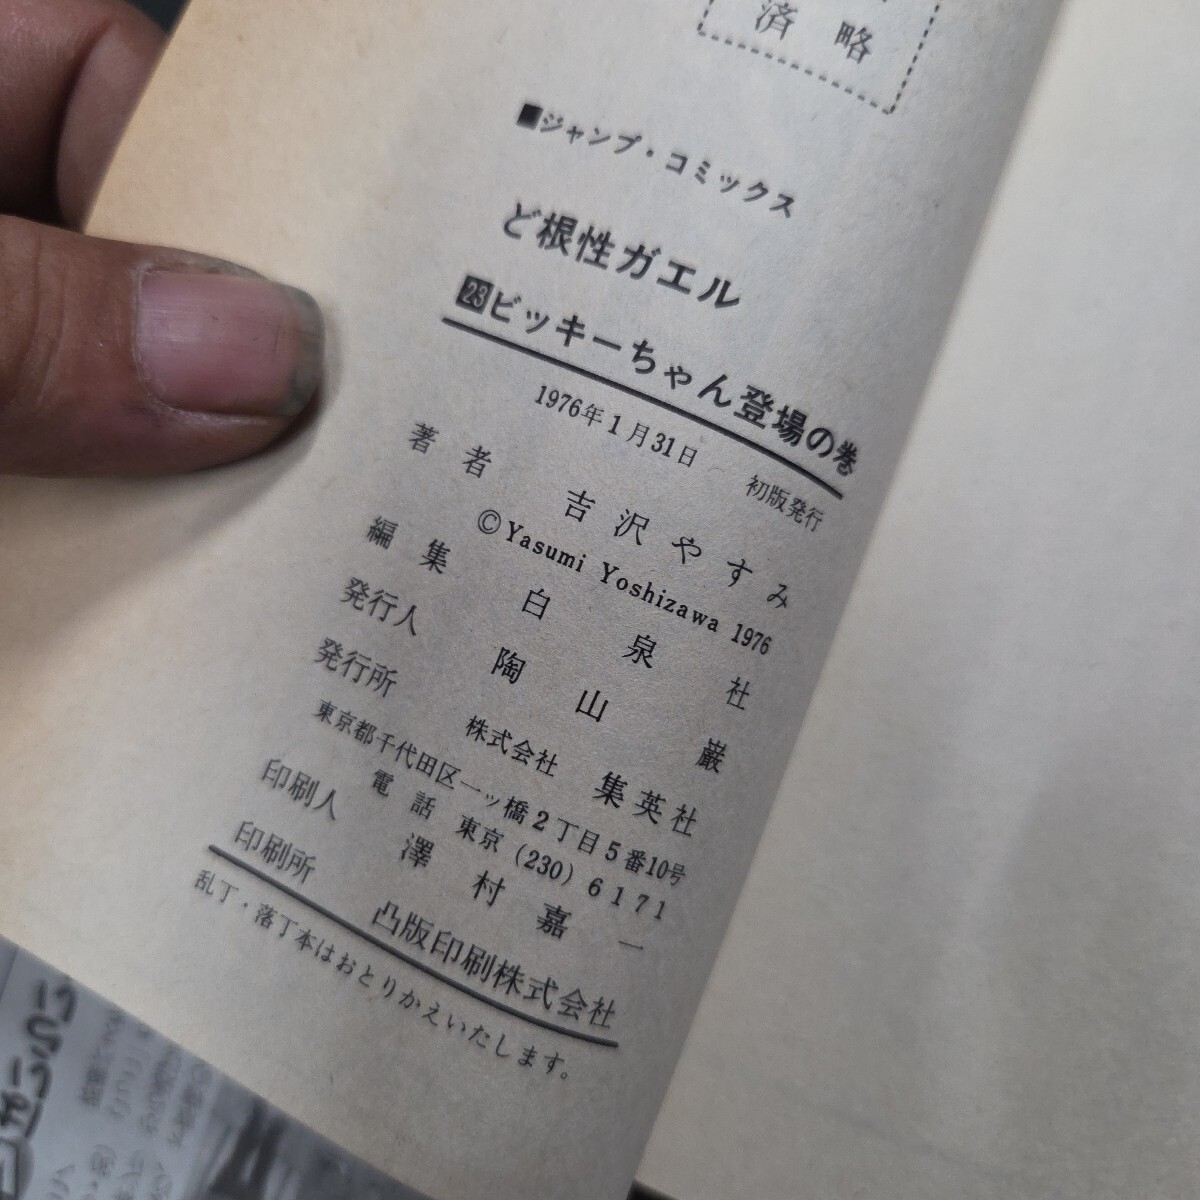 済 略
■ジャンプ・コミックス
ど根性ガエル
23ビッキーちゃん登場の巻
1976年1月31日 初版発行
著者 吉沢やすみ
©Yasumi Yoshizawa 1976
編集 白泉社
発行人 陶山巌
発行所 株式会社 集英社
東京都千代田区一ッ橋2丁目5番10号
電話 東京 (230) 6171
印刷人 澤村嘉一
印刷所 凸版印刷株式会社
乱丁・落丁本はおとりかえいたします。